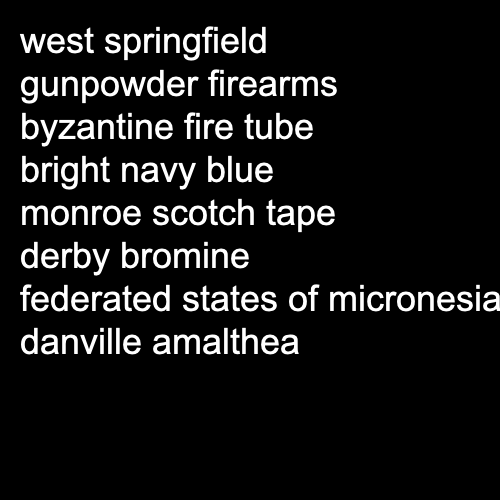 west springfield
gunpowder firearms
byzantine fire tube
bright navy blue
monroe scotch tape
derby bromine
federated states of micronesia
danville amalthea